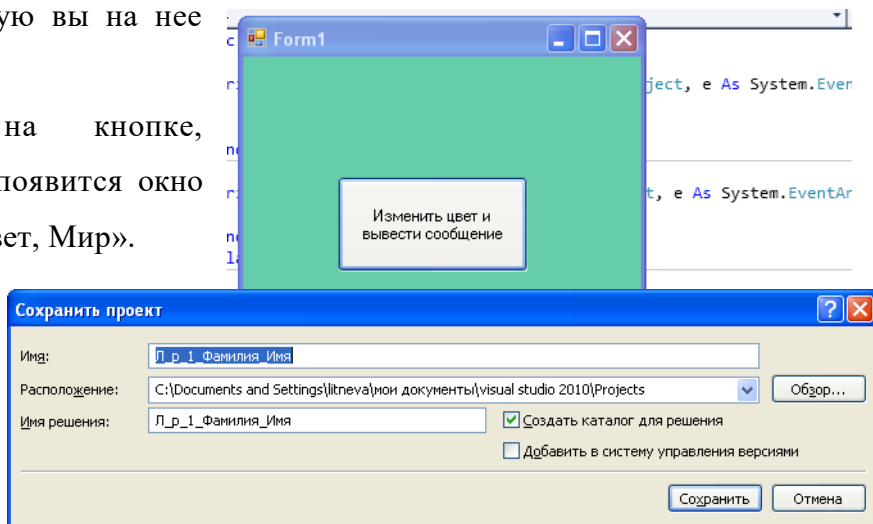 ую вы на нее
на кнопке,
появится окно
вет, Мир».
Form1
ject, e As System.Even
t, e As System.EventAr
Изменить цвет и
вывести сообщение
Сохранить проект
Имя:
Л_р_1_Фамилия_Имя
Расположение:
C:\Documents and Settings\litneva\мои документы\visual studio 2010\Projects
Обзор...
Имя решения:
Л_р_1_Фамилия_Имя
Создать каталог для решения
Добавить в систему управления версиями
Сохранить
Отмена